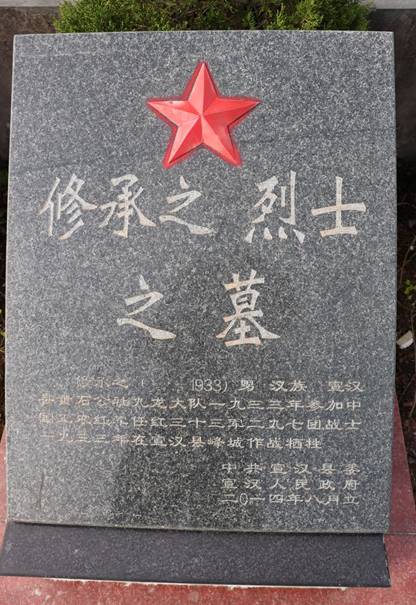 修承之 烈士
之墓
修承之( 1933)男 汉族 宣汉
县黄石公社九龙大队一九三三年参加中
国工农红军任红三十三军二九七团战士
一九三三年在宣汉县峰城作战牺牲
中共宣汉县委
宣汉人民政府
二〇一四年八月立